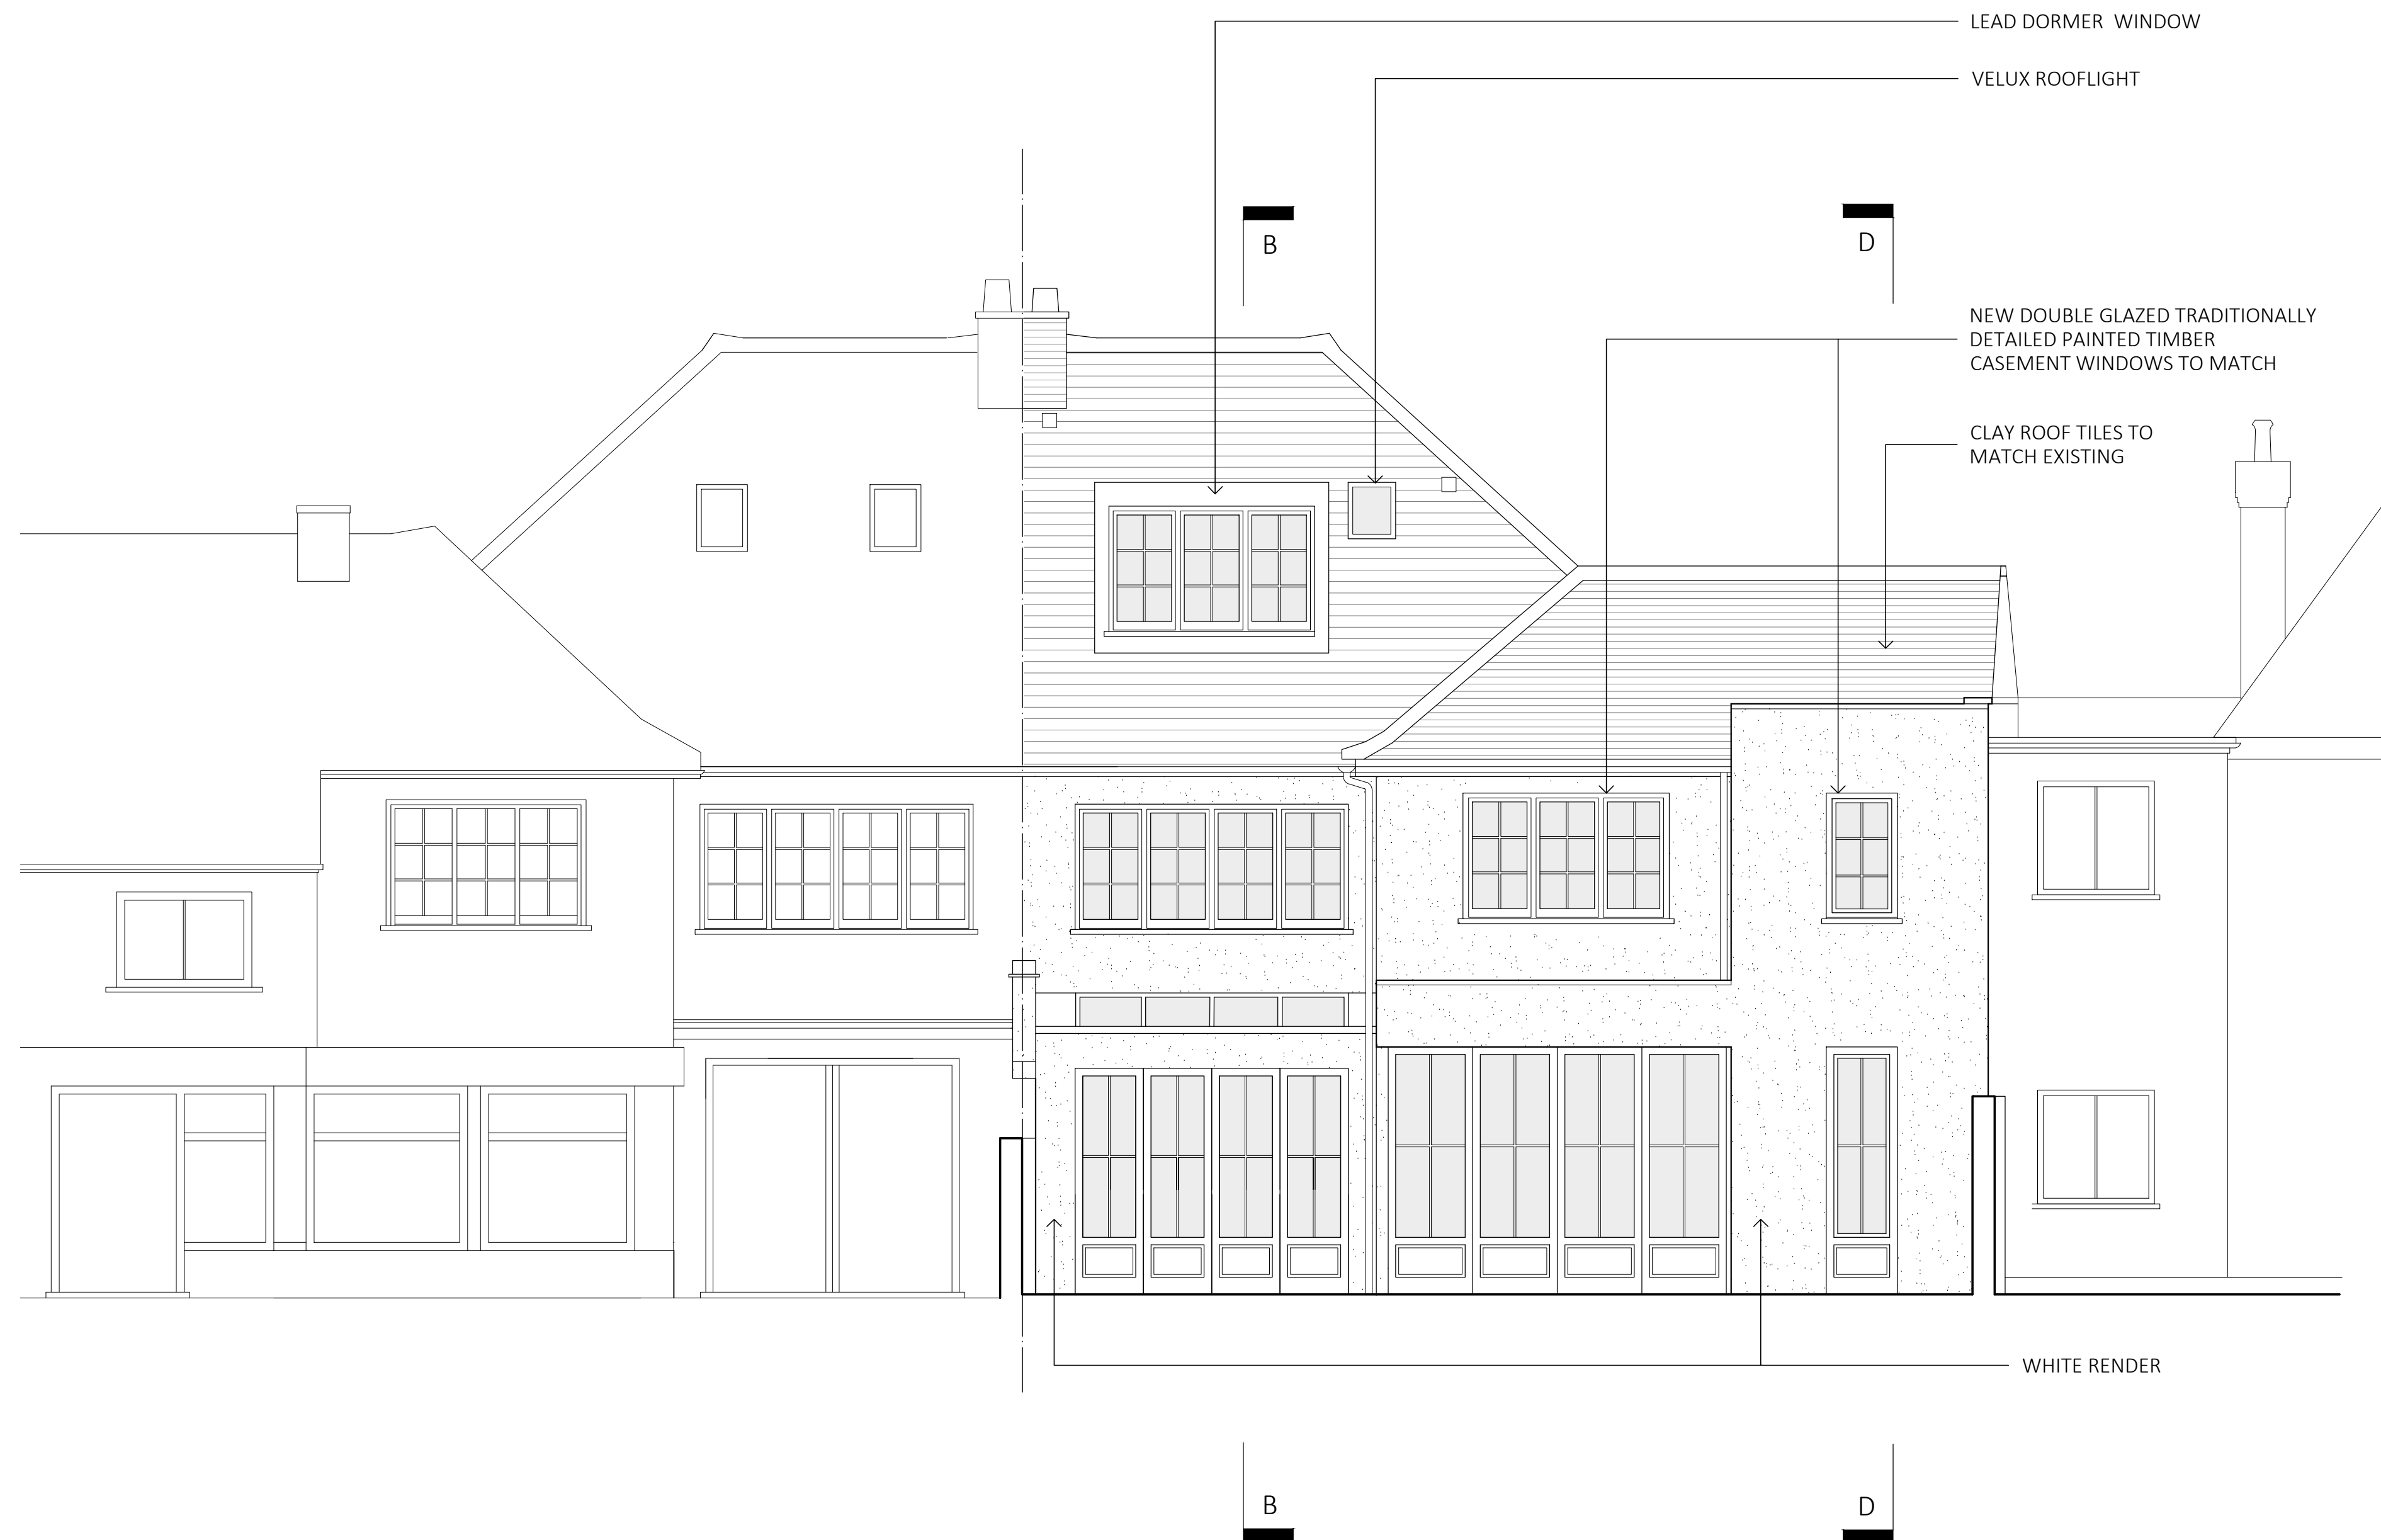 LEAD DORMER WINDOW
VELUX ROOFLIGHT
B
D
NEW DOUBLE GLAZED TRADITIONALLY
DETAILED PAINTED TIMBER
CASEMENT WINDOWS TO MATCH
CLAY ROOF TILES TO
MATCH EXISTING
WHITE RENDER
B
D